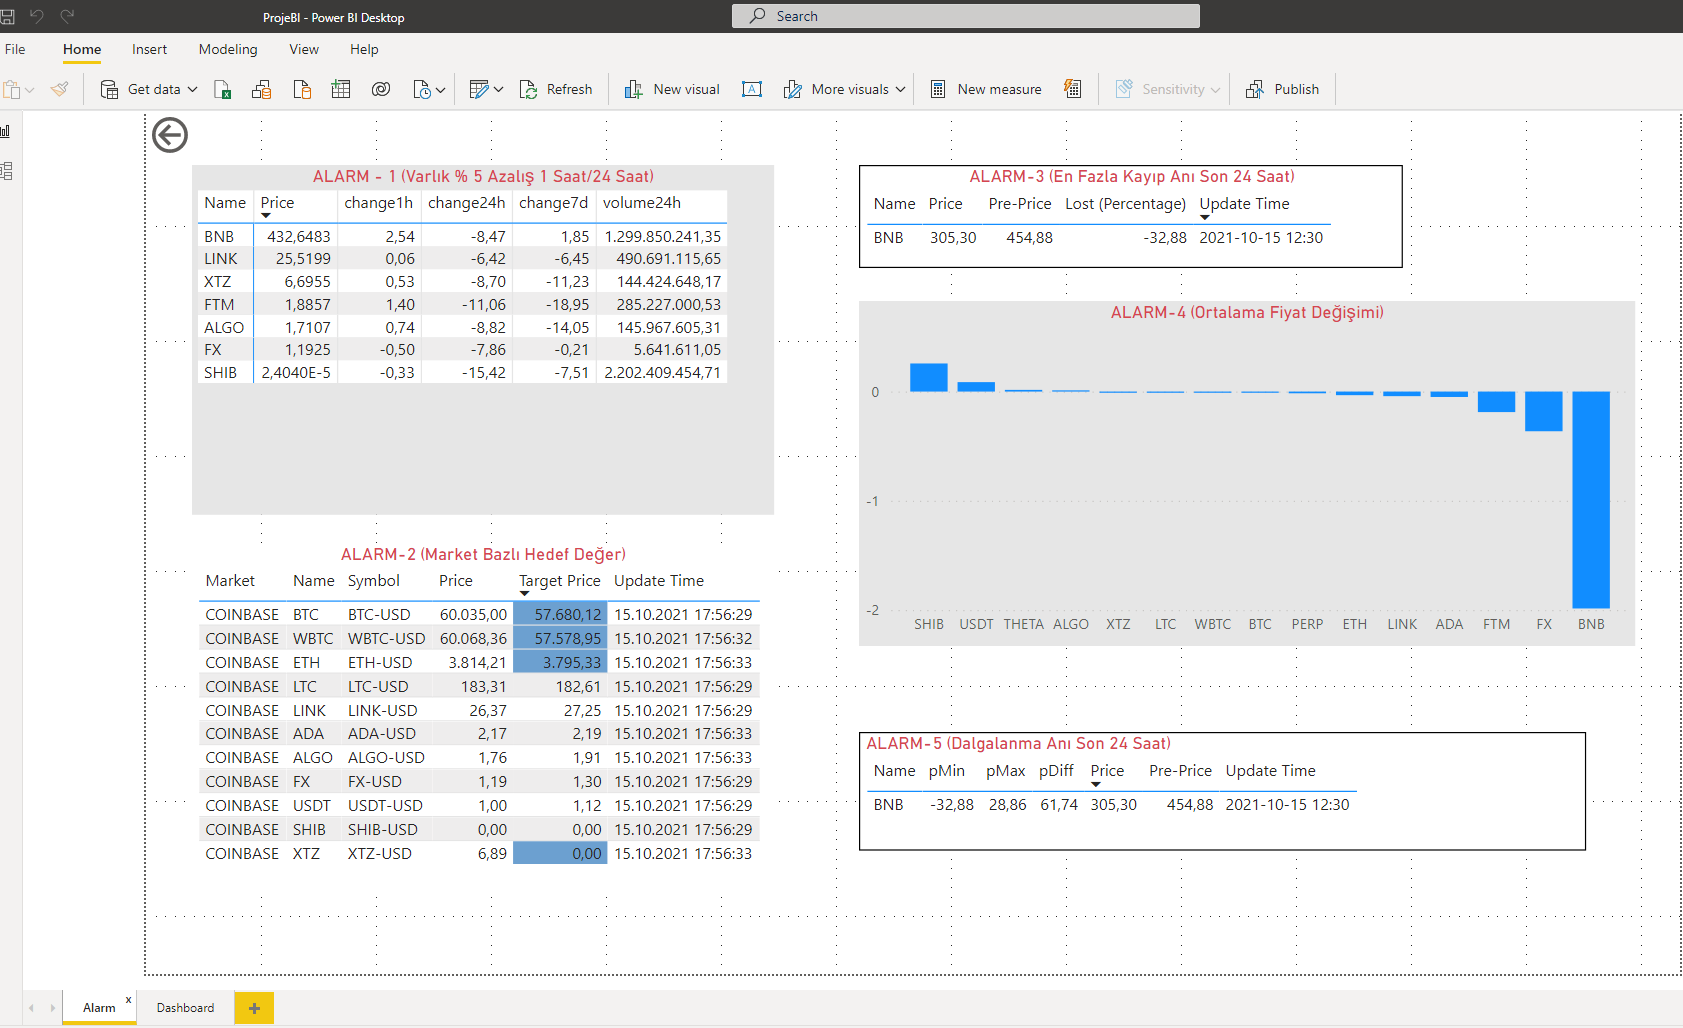 ProjeBI - Power BI Desktop
Search
File Home Insert Modeling View Help
Get data Refresh New visual More visuals New measure Sensitivity Publish
ALARM - 1 (Varlık % 5 Azalış 1 Saat/24 Saat)
Name Price change1h change24h change7d volume24h
BNB 432,6483 2,54 -8,47 1,85 1.299.850.241,35
LINK 25,5199 0,06 -6,42 -6,45 490.691.115,65
XTZ 6,6955 0,53 -8,70 -11,23 144.424.648,17
FTM 1,8857 1,40 -11,06 -18,95 285.227.000,53
ALGO 1,7107 0,74 -8,82 -14,05 145.967.605,31
FX 1,1925 -0,50 -7,86 -0,21 5.641.611,05
SHIB 2,4040E-5 -0,33 -15,42 -7,51 2.202.409.454,71
ALARM-2 (Market Bazlı Hedef Değer)
Market Name Symbol Price Target Price Update Time
COINBASE BTC BTC-USD 60.035,00 57.680,12 15.10.2021 17:56:29
COINBASE WBTC WBTC-USD 60.068,36 57.578,95 15.10.2021 17:56:32
COINBASE ETH ETH-USD 3.814,21 3.795,33 15.10.2021 17:56:33
COINBASE LTC LTC-USD 183,31 182,61 15.10.2021 17:56:29
COINBASE LINK LINK-USD 26,37 27,25 15.10.2021 17:56:29
COINBASE ADA ADA-USD 2,17 2,19 15.10.2021 17:56:33
COINBASE ALGO ALGO-USD 1,76 1,91 15.10.2021 17:56:33
COINBASE FX FX-USD 1,19 1,30 15.10.2021 17:56:29
COINBASE USDT USDT-USD 1,00 1,12 15.10.2021 17:56:29
COINBASE SHIB SHIB-USD 0,00 0,00 15.10.2021 17:56:29
COINBASE XTZ XTZ-USD 6,89 0,00 15.10.2021 17:56:33
ALARM-3 (En Fazla Kayıp Anı Son 24 Saat)
Name Price Pre-Price Lost (Percentage) Update Time
BNB 305,30 454,88 -32,88 2021-10-15 12:30
ALARM-4 (Ortalama Fiyat Değişimi)
0
-1
-2
SHIB USDT THETA ALGO XTZ LTC WBTC BTC PERP ETH LINK ADA FTM FX BNB
ALARM-5 (Dalgalanma Anı Son 24 Saat)
Name pMin pMax pDiff Price Pre-Price Update Time
BNB -32,88 28,86 61,74 305,30 454,88 2021-10-15 12:30
Alarm x Dashboard +